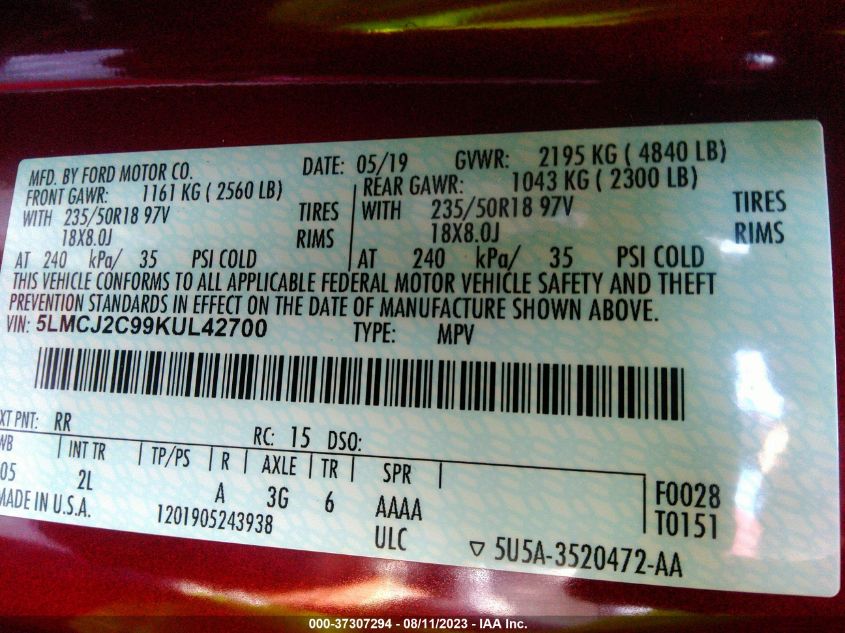 MFD. BY FORD MOTOR CO. DATE: 05/19 GVWR: 2195 KG ( 4840 LB)
FRONT GAWR: 1161 KG ( 2560 LB) REAR GAWR: 1043 KG ( 2300 LB)
WITH 235/50R18 97V TIRES WITH 235/50R18 97V TIRES
18X8.0J RIMS 18X8.0J RIMS
AT 240 kPa/ 35 PSI COLD AT 240 kPa/ 35 PSI COLD
THIS VEHICLE CONFORMS TO ALL APPLICABLE FEDERAL MOTOR VEHICLE SAFETY AND THEFT
PREVENTION STANDARDS IN EFFECT ON THE DATE OF MANUFACTURE SHOWN ABOVE.
VIN: 5LMCJ2C99KUL42700 TYPE: MPV
XT PNT: RR RC: 15 DSO:
WB INT TR TP/PS R AXLE TR SPR
05 2L A 3G 6 AAAA F0028
MADE IN U.S.A. 1201905243938 ULC T0151
5U5A-3520472-AA
000-37307294 - 08/11/2023 - IAA Inc.